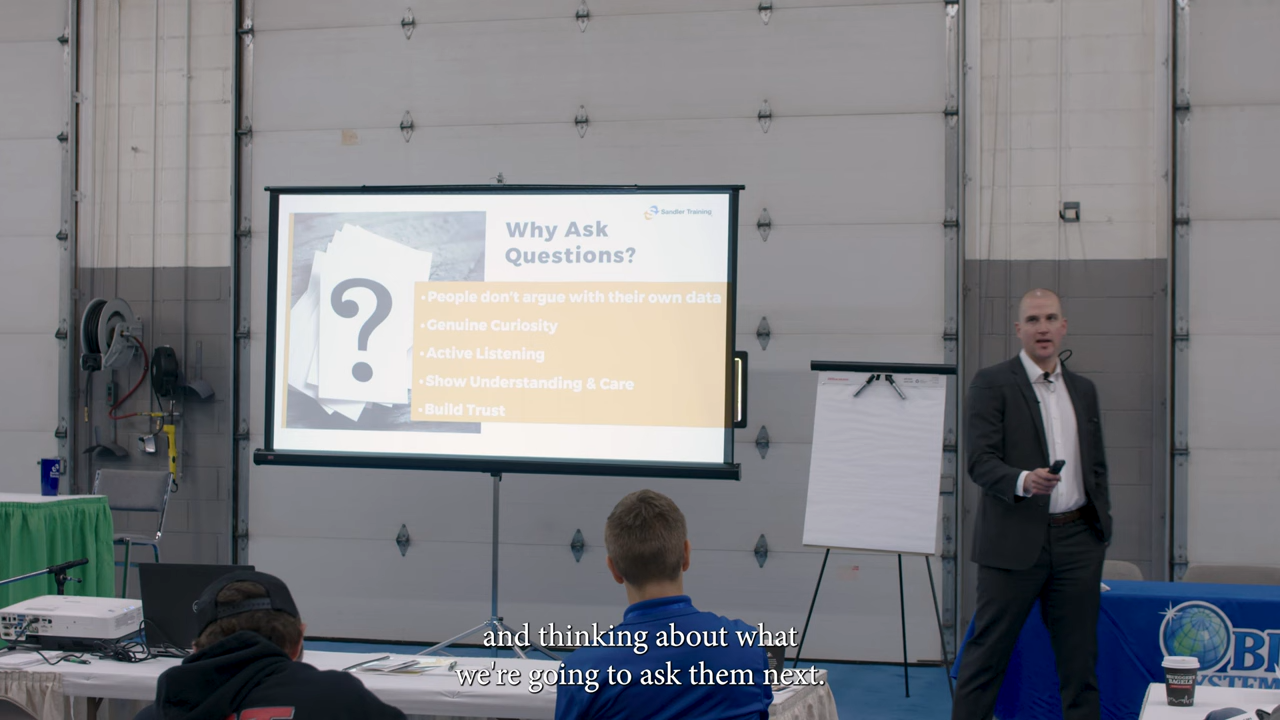 Sandler Training
Why Ask
Questions?
?
• People don't argue with their own data
• Genuine Curiosity
• Active Listening
• Show Understanding & Care
• Build Trust
and thinking about what
we're going to ask them next.